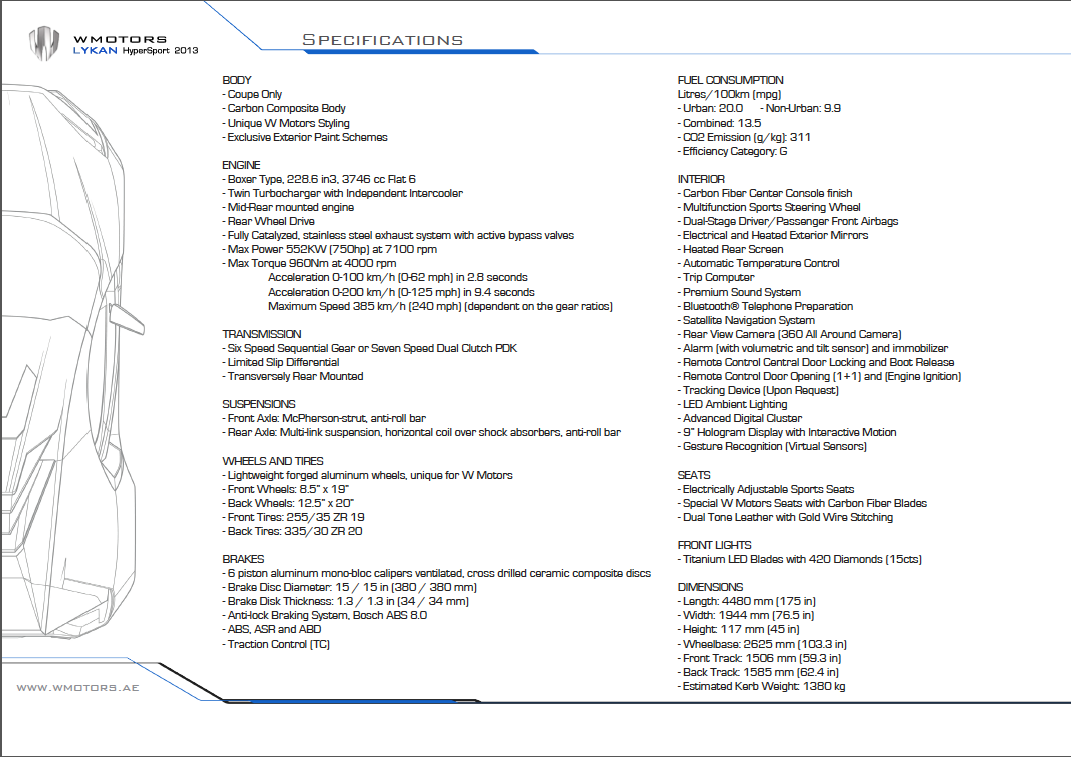 W MOTORS
LYKAN HyperSport 2013
SPECIFICATIONS
BODY
- Coupe Only
- Carbon Composite Body
- Unique W Motors Styling
- Exclusive Exterior Paint Schemes
ENGINE
- Boxer Type, 228.6 in3, 3746 cc Flat 6
- Twin Turbocharger with Independent Intercooler
- Mid-Rear mounted engine
- Rear Wheel Drive
- Fully Catalyzed, stainless steel exhaust system with active bypass valves
- Max Power 552KW (750hp) at 7100 rpm
- Max Torque 960Nm at 4000 rpm
Acceleration 0-100 km/h (0-62 mph) in 2.8 seconds
Acceleration 0-200 km/h (0-125 mph) in 9.4 seconds
Maximum Speed 385 km/h (240 mph) (dependent on the gear ratios)
TRANSMISSION
- Six Speed Sequential Gear or Seven Speed Dual Clutch PDK
- Limited Slip Differential
- Transversely Rear Mounted
SUSPENSIONS
- Front Axle: McPherson-strut, anti-roll bar
- Rear Axle: Multi-link suspension, horizontal coil over shock absorbers, anti-roll bar
WHEELS AND TIRES
- Lightweight forged aluminum wheels, unique for W Motors
- Front Wheels: 8.5" x 19"
- Back Wheels: 12.5" x 20"
- Front Tires: 255/35 ZR 19
- Back Tires: 335/30 ZR 20
BRAKES
- 6 piston aluminum mono-bloc calipers ventilated, cross drilled ceramic composite discs
- Brake Disc Diameter: 15 / 15 in (380 / 380 mm)
- Brake Disk Thickness: 1.3 / 1.3 in (34 / 34 mm)
- Anti-lock Braking System, Bosch ABS 8.0
- ABS, ASR and ABD
- Traction Control (TC)
FUEL CONSUMPTION
Litres/100km (mpg)
- Urban: 20.0 - Non-Urban: 9.9
- Combined: 13.5
- CO2 Emission (g/kg): 311
- Efficiency Category: G
INTERIOR
- Carbon Fiber Center Console finish
- Multifunction Sports Steering Wheel
- Dual-Stage Driver/Passenger Front Airbags
- Electrical and Heated Exterior Mirrors
- Heated Rear Screen
- Automatic Temperature Control
- Trip Computer
- Premium Sound System
- Bluetooth® Telephone Preparation
- Satellite Navigation System
- Rear View Camera (360 All Around Camera)
- Alarm (with volumetric and tilt sensor) and immobilizer
- Remote Control Central Door Locking and Boot Release
- Remote Control Door Opening (1+1) and (Engine Ignition)
- Tracking Device (Upon Request)
- LED Ambient Lighting
- Advanced Digital Cluster
- 9" Hologram Display with Interactive Motion
- Gesture Recognition (Virtual Sensors)
SEATS
- Electrically Adjustable Sports Seats
- Special W Motors Seats with Carbon Fiber Blades
- Dual Tone Leather with Gold Wire Stitching
FRONT LIGHTS
- Titanium LED Blades with 420 Diamonds (15cts)
DIMENSIONS
- Length: 4480 mm (175 in)
- Width: 1944 mm (76.5 in)
- Height: 117 mm (45 in)
- Wheelbase: 2625 mm (103.3 in)
- Front Track: 1506 mm (59.3 in)
- Back Track: 1585 mm (62.4 in)
- Estimated Kerb Weight: 1380 kg
WWW.WMOTORS.AE